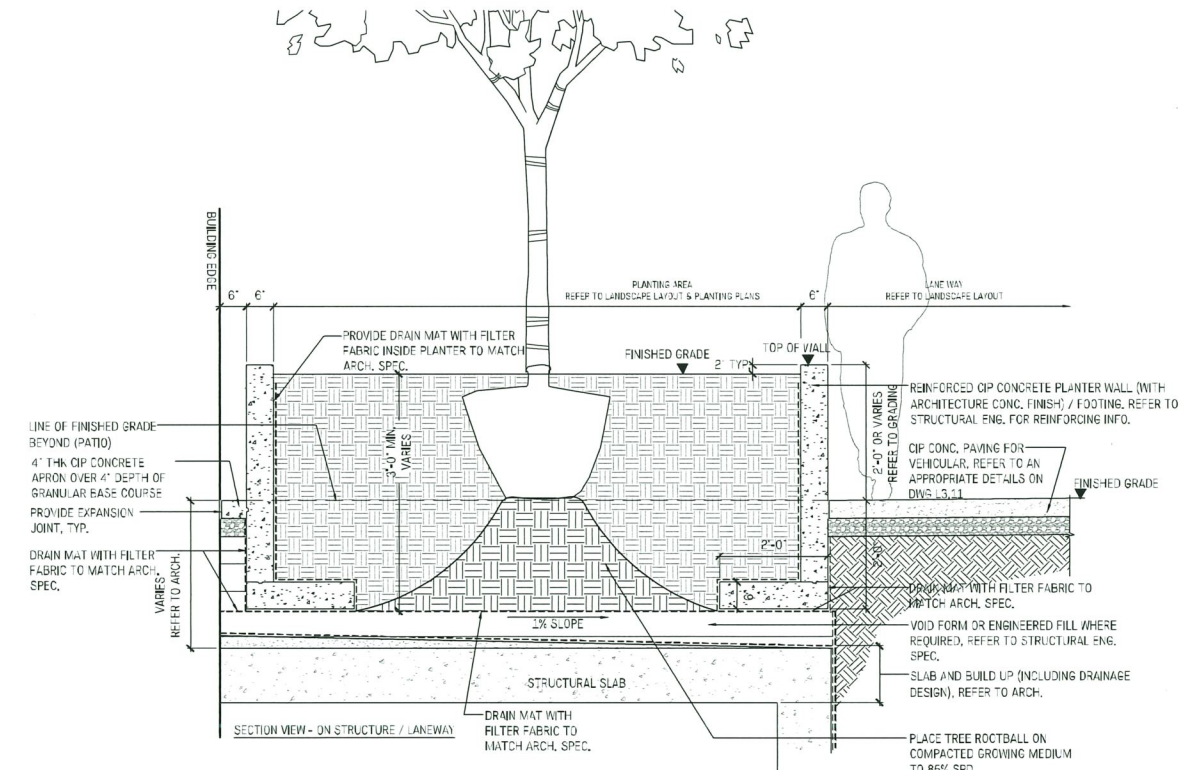 BUILDING EDGE
6"
6"
PLANTING AREA
REFER TO LANDSCAPE LAYOUT & PLANTING PLANS
6"
LANE WAY
REFER TO LANDSCAPE LAYOUT
PROVIDE DRAIN MAT WITH FILTER
FABRIC INSIDE PLANTER TO MATCH
ARCH. SPEC.
FINISHED GRADE
2" TYP.
TOP OF WALL
REINFORCED CIP CONCRETE PLANTER WALL (WITH
ARCHITECTURE CONC. FINISH) / FOOTING, REFER TO
STRUCTURAL ENG. FOR REINFORCING INFO.
LINE OF FINISHED GRADE
BEYOND (PATIO)
3'-0" MIN.
VARIES
2'-0" OR VARIES
REFER TO GRADING
CIP CONC. PAVING FOR
VEHICULAR, REFER TO AN
APPROPRIATE DETAILS ON
DWG L3.11
FINISHED GRADE
4" THK CIP CONCRETE
APRON OVER 4" DEPTH OF
GRANULAR BASE COURSE
PROVIDE EXPANSION
JOINT, TYP.
DRAIN MAT WITH FILTER
FABRIC TO MATCH ARCH.
SPEC.
VARIES
REFER TO ARCH.
2'-0"
2'-0"
6"
DRAIN MAT WITH FILTER FABRIC TO
MATCH ARCH. SPEC.
1% SLOPE
VOID FORM OR ENGINEERED FILL WHERE
REQUIRED, REFER TO STRUCTURAL ENG.
SPEC.
SLAB AND BUILD UP (INCLUDING DRAINAGE
DESIGN), REFER TO ARCH.
STRUCTURAL SLAB
SECTION VIEW - ON STRUCTURE / LANEWAY
DRAIN MAT WITH
FILTER FABRIC TO
MATCH ARCH. SPEC.
PLACE TREE ROOTBALL ON
COMPACTED GROWING MEDIUM
TO 85% SPD